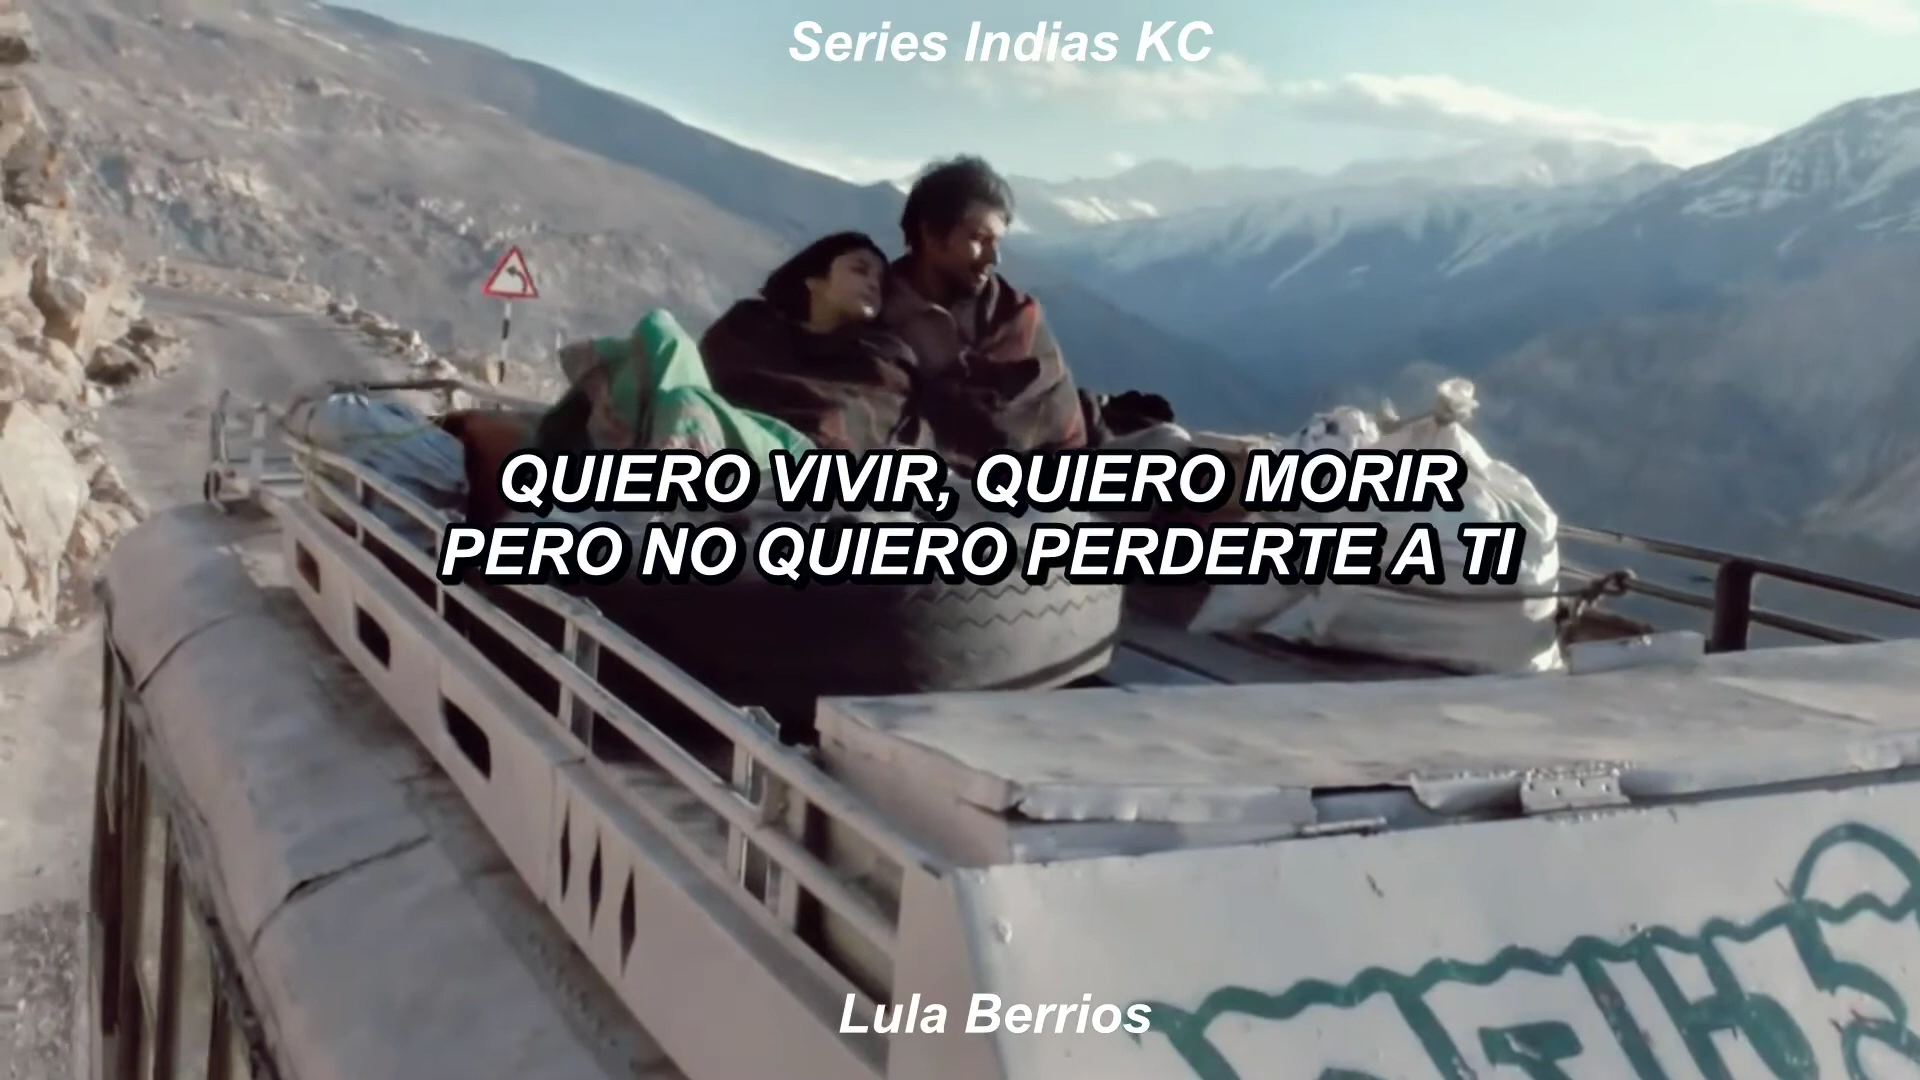 Series Indias KC
QUIERO VIVIR, QUIERO MORIR
PERO NO QUIERO PERDERTE A TI
Lula Berrios